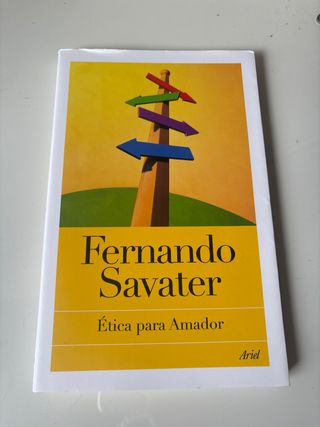 Fernando
Savater
Ética para Amador
Ariel